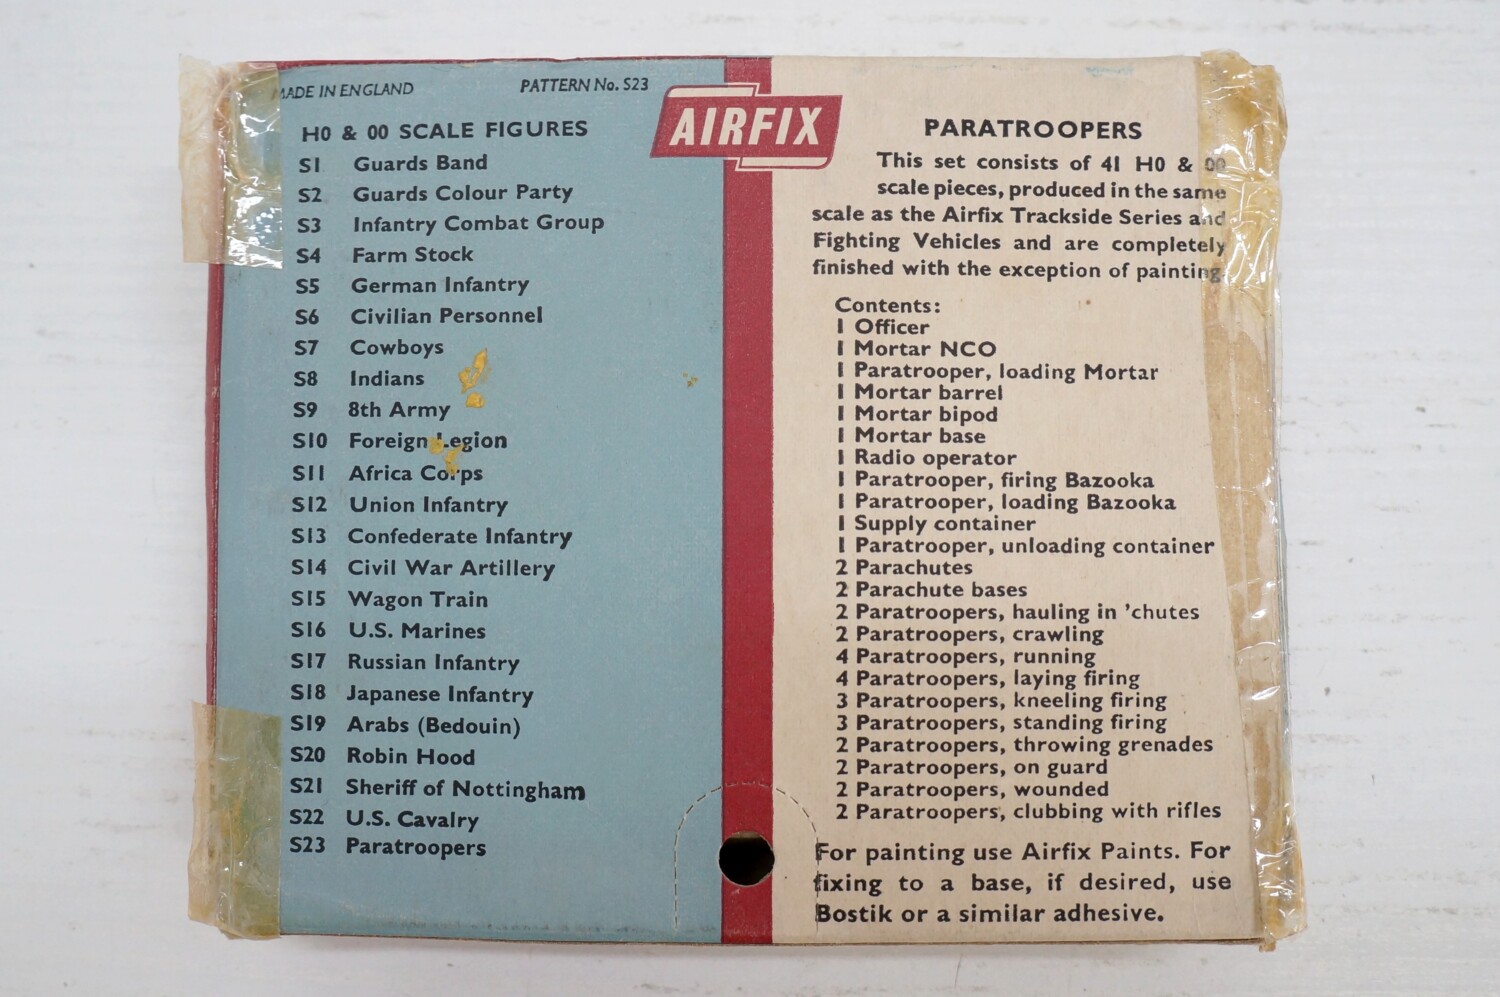 MADE IN ENGLAND
PATTERN No. S23
H0 & 00 SCALE FIGURES
S1 Guards Band
S2 Guards Colour Party
S3 Infantry Combat Group
S4 Farm Stock
S5 German Infantry
S6 Civilian Personnel
S7 Cowboys
S8 Indians
S9 8th Army
S10 Foreign Legion
S11 Africa Corps
S12 Union Infantry
S13 Confederate Infantry
S14 Civil War Artillery
S15 Wagon Train
S16 U.S. Marines
S17 Russian Infantry
S18 Japanese Infantry
S19 Arabs (Bedouin)
S20 Robin Hood
S21 Sheriff of Nottingham
S22 U.S. Cavalry
S23 Paratroopers
AIRFIX
PARATROOPERS
This set consists of 41 H0 & 00
scale pieces, produced in the same
scale as the Airfix Trackside Series and
Fighting Vehicles and are completely
finished with the exception of painting.
Contents:
1 Officer
1 Mortar NCO
1 Paratrooper, loading Mortar
1 Mortar barrel
1 Mortar bipod
1 Mortar base
1 Radio operator
1 Paratrooper, firing Bazooka
1 Paratrooper, loading Bazooka
1 Supply container
1 Paratrooper, unloading container
2 Parachutes
2 Parachute bases
2 Paratroopers, hauling in 'chutes
2 Paratroopers, crawling
4 Paratroopers, running
4 Paratroopers, laying firing
3 Paratroopers, kneeling firing
3 Paratroopers, standing firing
2 Paratroopers, throwing grenades
2 Paratroopers, on guard
2 Paratroopers, wounded
2 Paratroopers, clubbing with rifles
For painting use Airfix Paints. For
fixing to a base, if desired, use
Bostik or a similar adhesive.